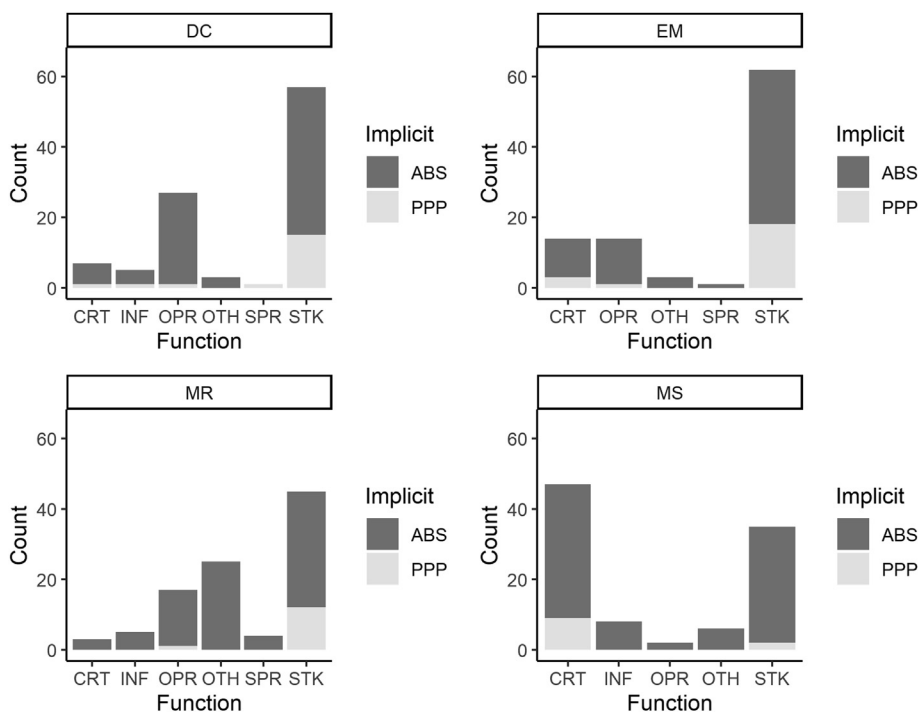 DC
60
40
20
0
Count
CRT INF OPR OTH SPR STK
Function
Implicit
ABS
PPP
EM
60
40
20
0
Count
CRT OPR OTH SPR STK
Function
Implicit
ABS
PPP
MR
60
40
20
0
Count
CRT INF OPR OTH SPR STK
Function
Implicit
ABS
PPP
MS
60
40
20
0
Count
CRT INF OPR OTH STK
Function
Implicit
ABS
PPP